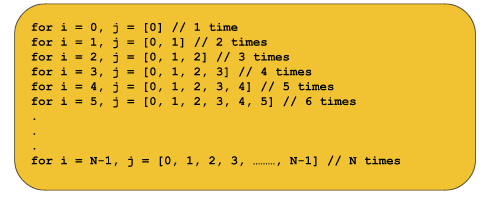 for i = 0, j = [0] // 1 time
for i = 1, j = [0, 1] // 2 times
for i = 2, j = [0, 1, 2] // 3 times
for i = 3, j = [0, 1, 2, 3] // 4 times
for i = 4, j = [0, 1, 2, 3, 4] // 5 times
for i = 5, j = [0, 1, 2, 3, 4, 5] // 6 times
.
.
.
for i = N-1, j = [0, 1, 2, 3, ………, N-1] // N times